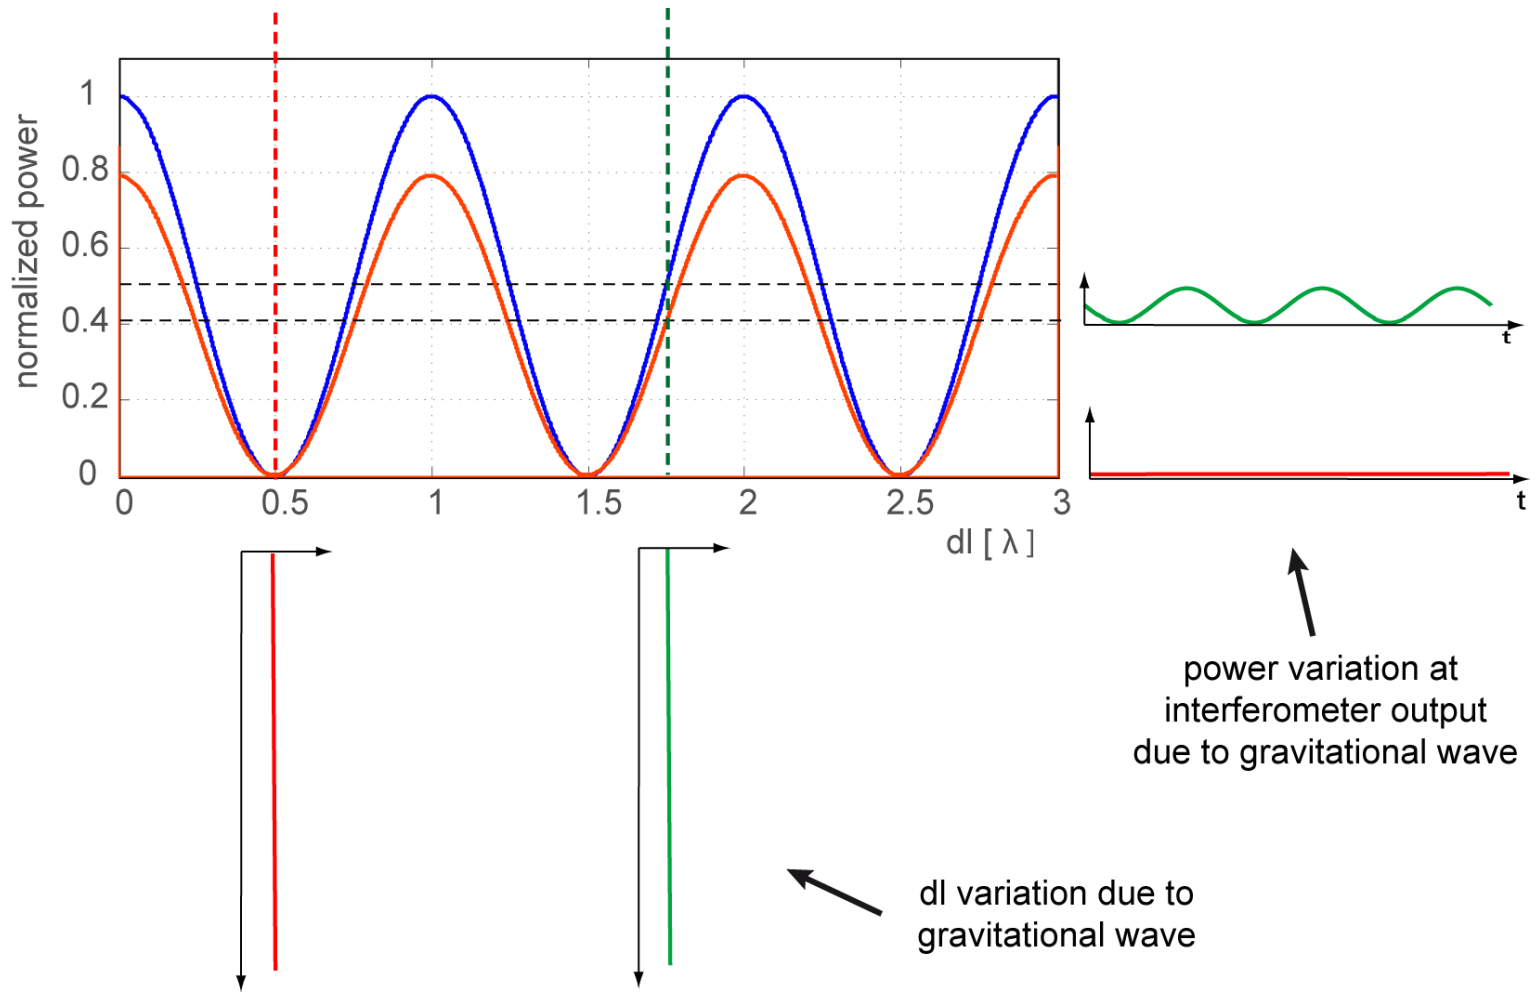 normalized power
1
0.8
0.6
0.4
0.2
0
0 0.5 1 1.5 2 2.5 3
dl [ λ ]
t
t
power variation at
interferometer output
due to gravitational wave
dl variation due to
gravitational wave